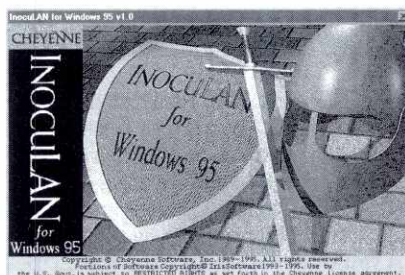 InocuLAN for Windows 95 v1.0
CHEYENNE
INOCULAN
for
Windows 95
INOCULAN
for
Windows 95
Copyright © Cheyenne Software, Inc. 1989-1995. All rights reserved.
Portions of Software Copyright© IrisSoftware1993-1995. Use by
the U.S. Govt. is subject to RESTRICTED RIGHTS as set forth in the Cheyenne license agreement.